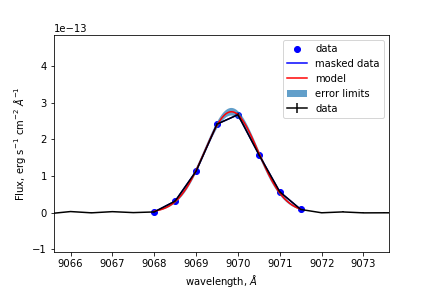 1e−13
data
masked data
model
error limits
data
4
3
2
1
0
−1
Flux, erg s⁻¹ cm⁻² Å⁻¹
9066 9067 9068 9069 9070 9071 9072 9073
wavelength, Å